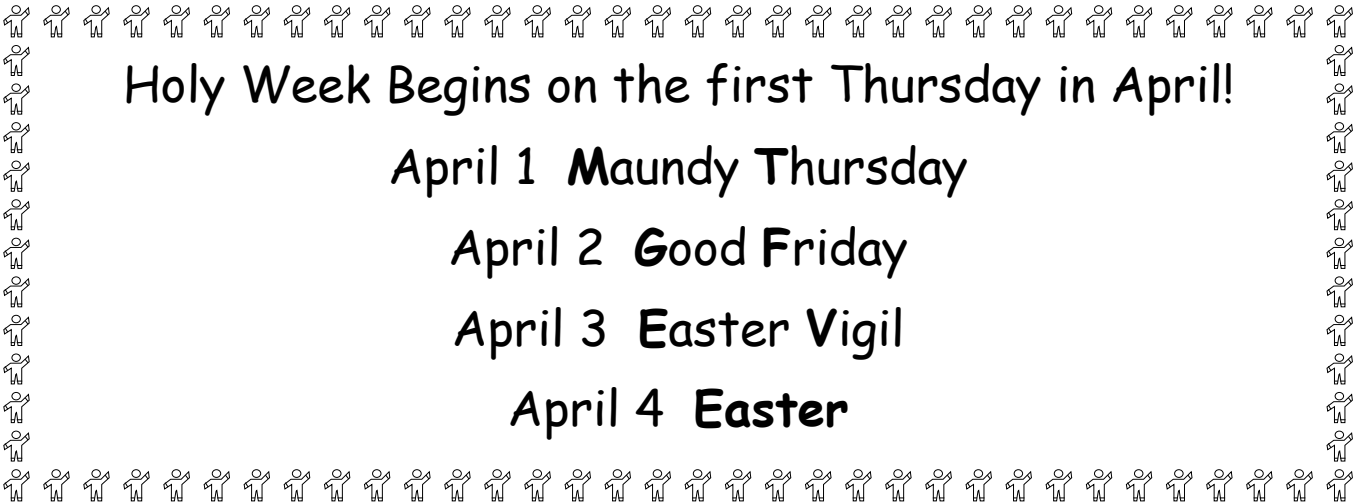 Holy Week Begins on the first Thursday in April!
April 1 Maundy Thursday
April 2 Good Friday
April 3 Easter Vigil
April 4 Easter